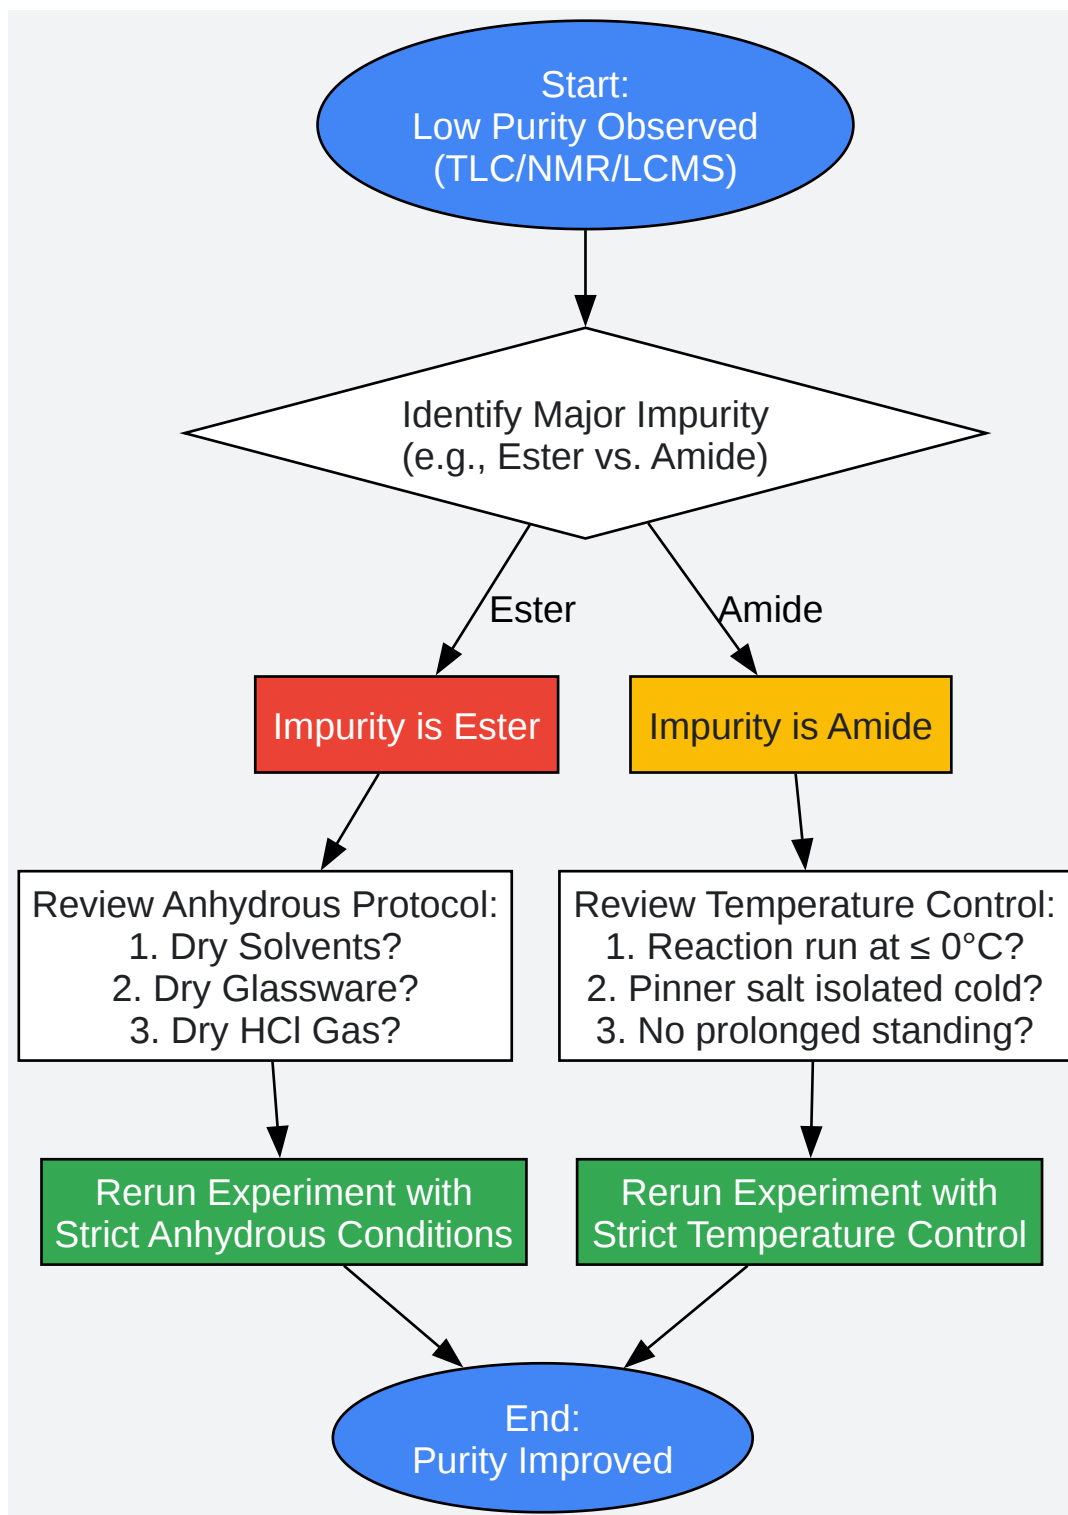 Start:
Low Purity Observed
(TLC/NMR/LCMS)
Identify Major Impurity
(e.g., Ester vs. Amide)
Ester
Amide
Impurity is Ester
Impurity is Amide
Review Anhydrous Protocol:
1. Dry Solvents?
2. Dry Glassware?
3. Dry HCl Gas?
Review Temperature Control:
1. Reaction run at ≤ 0°C?
2. Pinner salt isolated cold?
3. No prolonged standing?
Rerun Experiment with
Strict Anhydrous Conditions
Rerun Experiment with
Strict Temperature Control
End:
Purity Improved